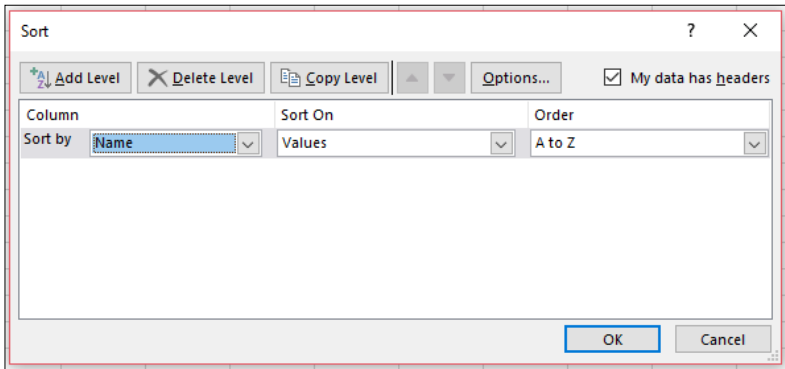 Sort ?
Add Level Delete Level Copy Level Options... My data has headers
Column Sort On Order
Sort by Name Values A to Z
OK Cancel